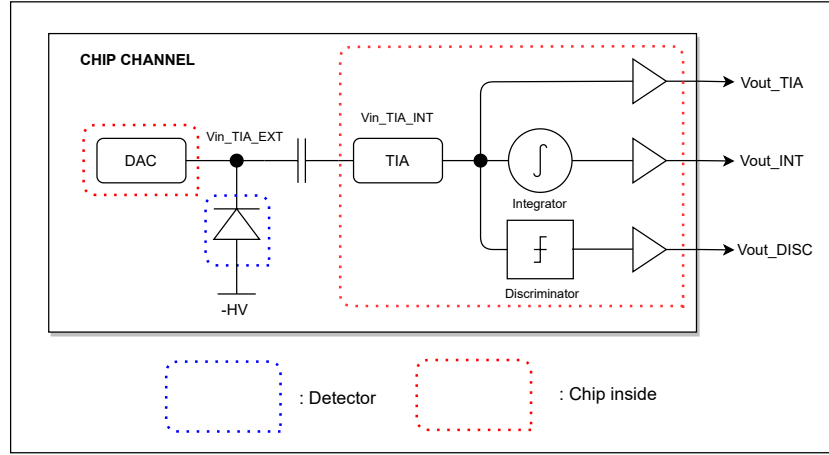 CHIP CHANNEL
Vin_TIA_EXT
Vin_TIA_INT
DAC
TIA
Integrator
Discriminator
-HV
Vout_TIA
Vout_INT
Vout_DISC
: Detector
: Chip inside